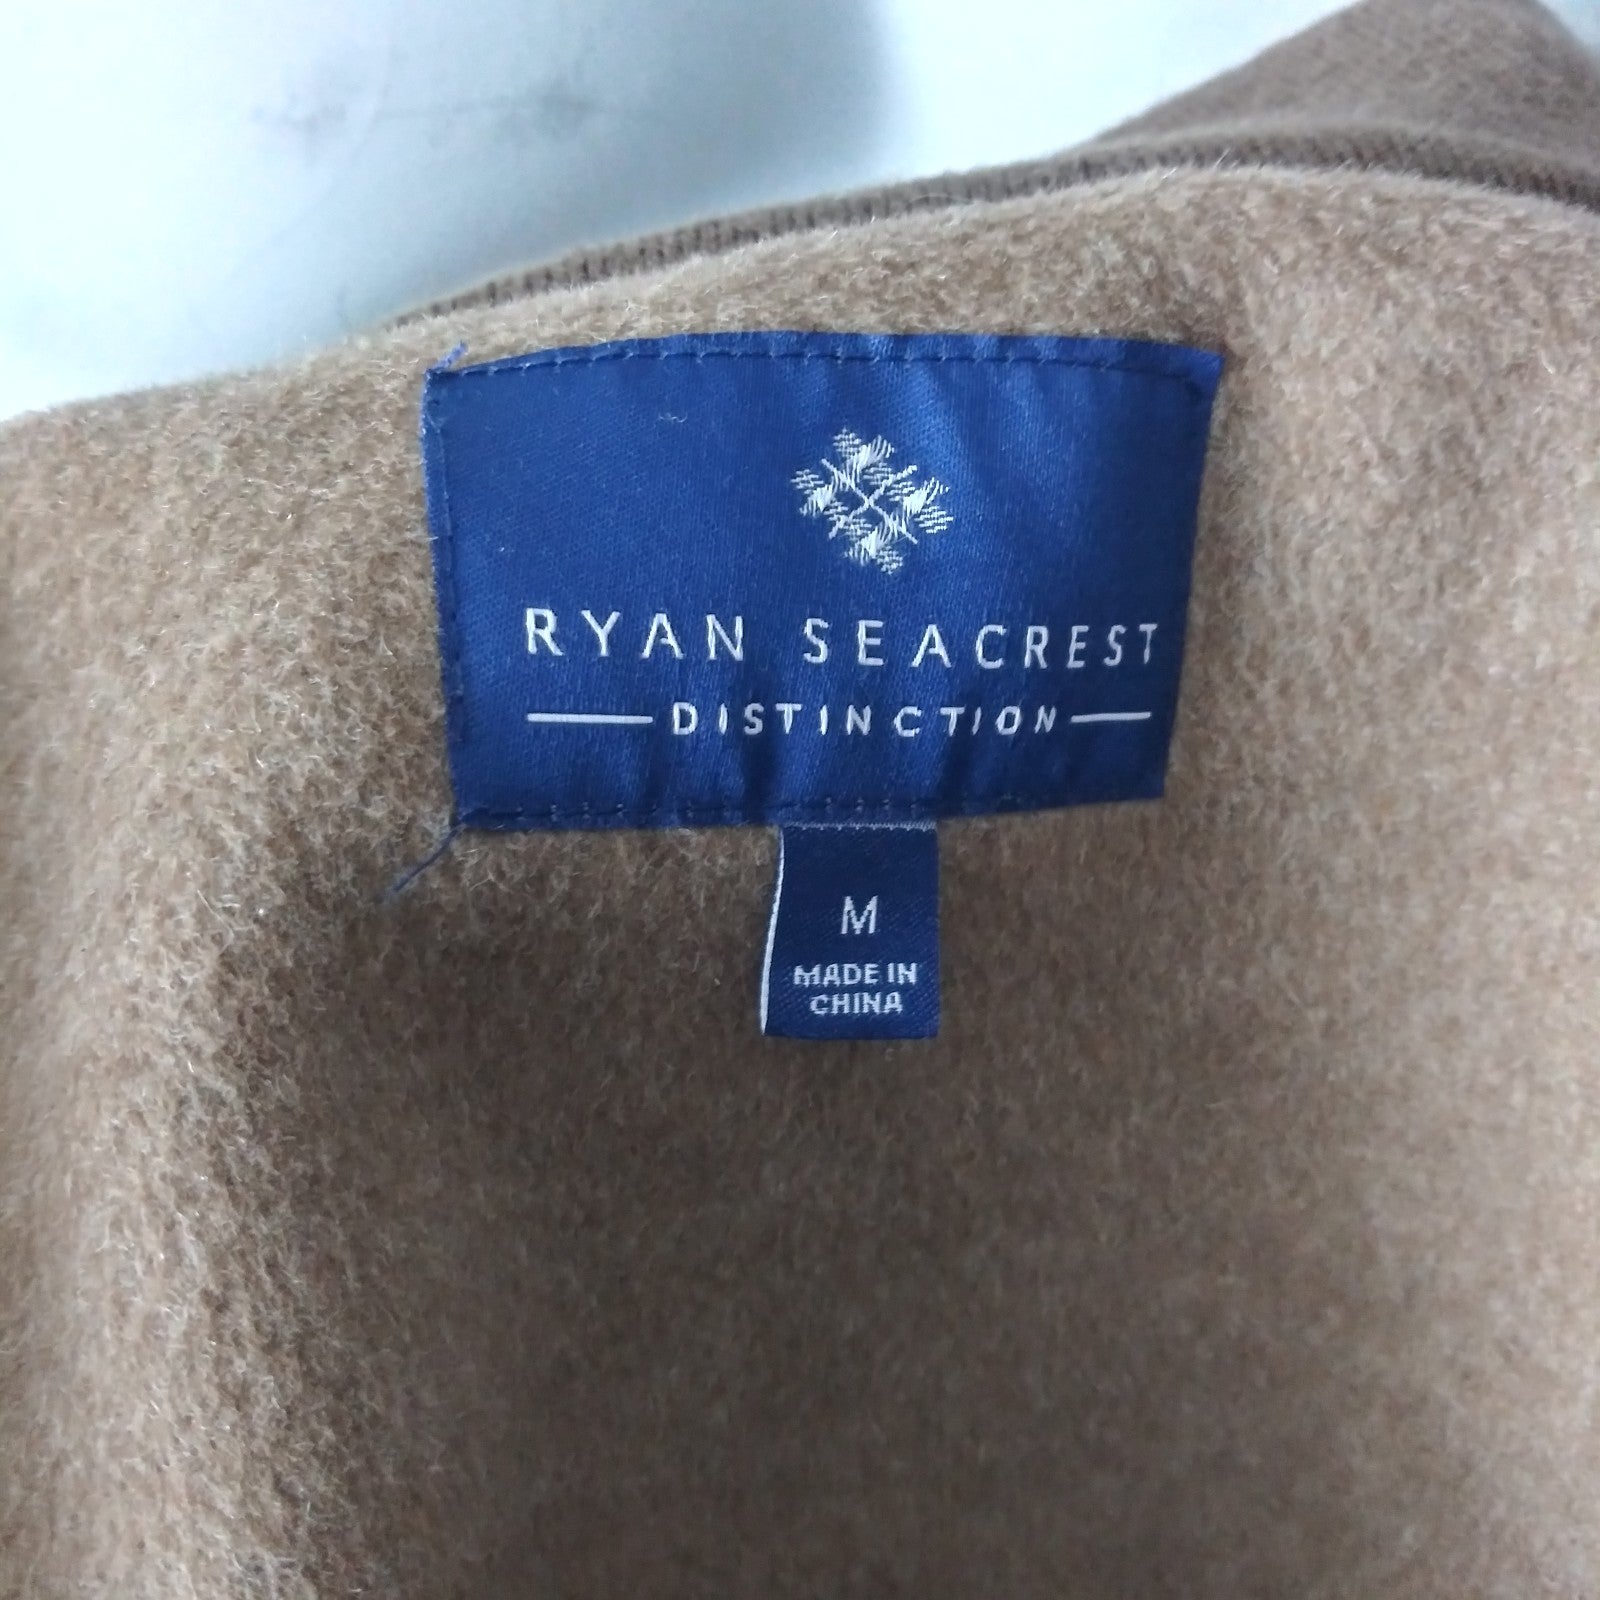 RYAN SEACREST
DISTINCTION
M
MADE IN
CHINA